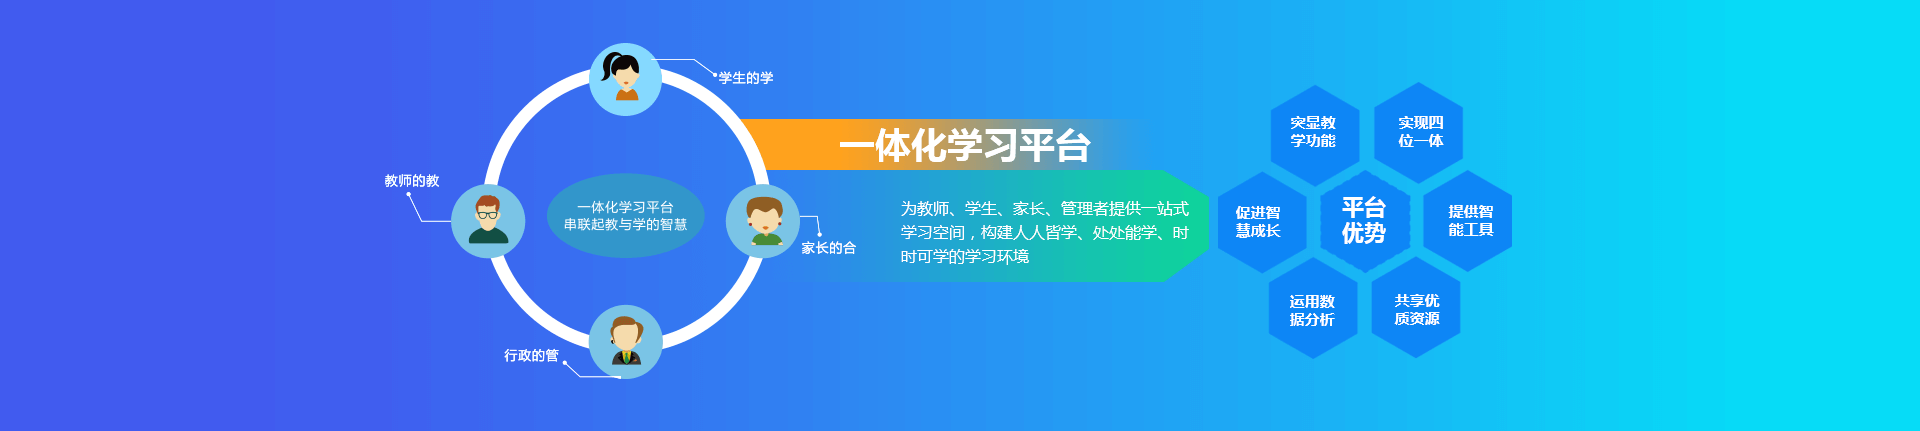 学生的学
教师的教
一体化学习平台
串联起教与学的智慧
家长的合
行政的管
一体化学习平台
为教师、学生、家长、管理者提供一站式
学习空间，构建人人皆学、处处能学、时
时可学的学习环境
突显教
学功能
实现四
位一体
促进智
慧成长
平台
优势
提供智
能工具
运用数
据分析
共享优
质资源